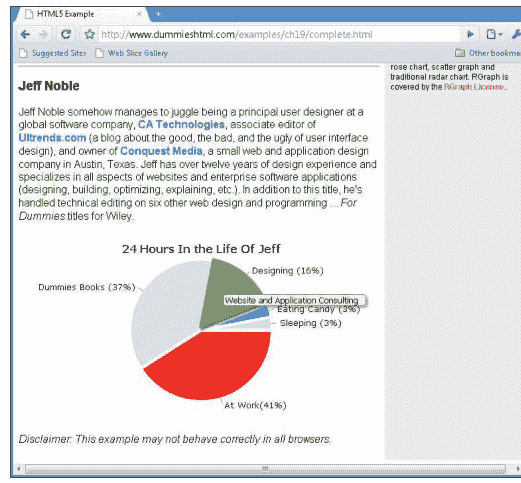 HTML5 Example
http://www.dummieshtml.com/examples/ch19/complete.html
Suggested Sites
Web Slice Gallery
Other bookma
rose chart, scatter graph and
traditional radar chart. RGraph is
covered by the RGraph License.
Jeff Noble
Jeff Noble somehow manages to juggle being a principal user designer at a
global software company, CA Technologies, associate editor of
Ultrends.com (a blog about the good, the bad, and the ugly of user interface
design), and owner of Conquest Media, a small web and application design
company in Austin, Texas. Jeff has over twelve years of design experience and
specializes in all aspects of websites and enterprise software applications
(designing, building, optimizing, explaining, etc.). In addition to this title, he's
handled technical editing on six other web design and programming ...For
Dummies titles for Wiley.
24 Hours In the Life Of Jeff
Designing (16%)
Dummies Books (37%)
Website and Application Consulting
Eating Candy (3%)
Sleeping (3%)
At Work(41%)
Disclaimer: This example may not behave correctly in all browsers.